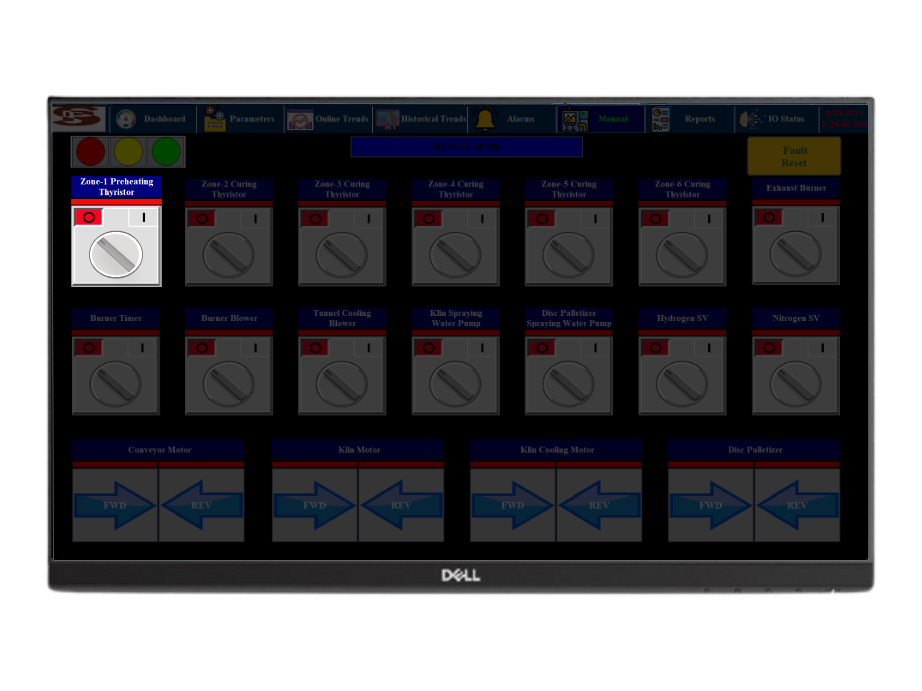 Dashboard
Parameters
Online Trends
Historical Trends
Alarms
Manual
Reports
IO Status
MANUAL MODE
Fault
Reset
Zone-1 Preheating
Thyristor
Zone-2 Curing
Thyristor
Zone-3 Curing
Thyristor
Zone-4 Curing
Thyristor
Zone-5 Curing
Thyristor
Zone-6 Curing
Thyristor
Exhaust Burner
O I
O I
O I
O I
O I
O I
O I
Burner Timer
Burner Blower
Tunnel Cooling
Blower
Klin Spraying
Water Pump
Disc Palletizer
Spraying Water Pump
Hydrogen SV
Nitrogen SV
O I
O I
O I
O I
O I
O I
O I
Conveyor Motor
Klin Motor
Klin Cooling Motor
Disc Palletizer
FWD REV
FWD REV
FWD REV
FWD REV
DELL